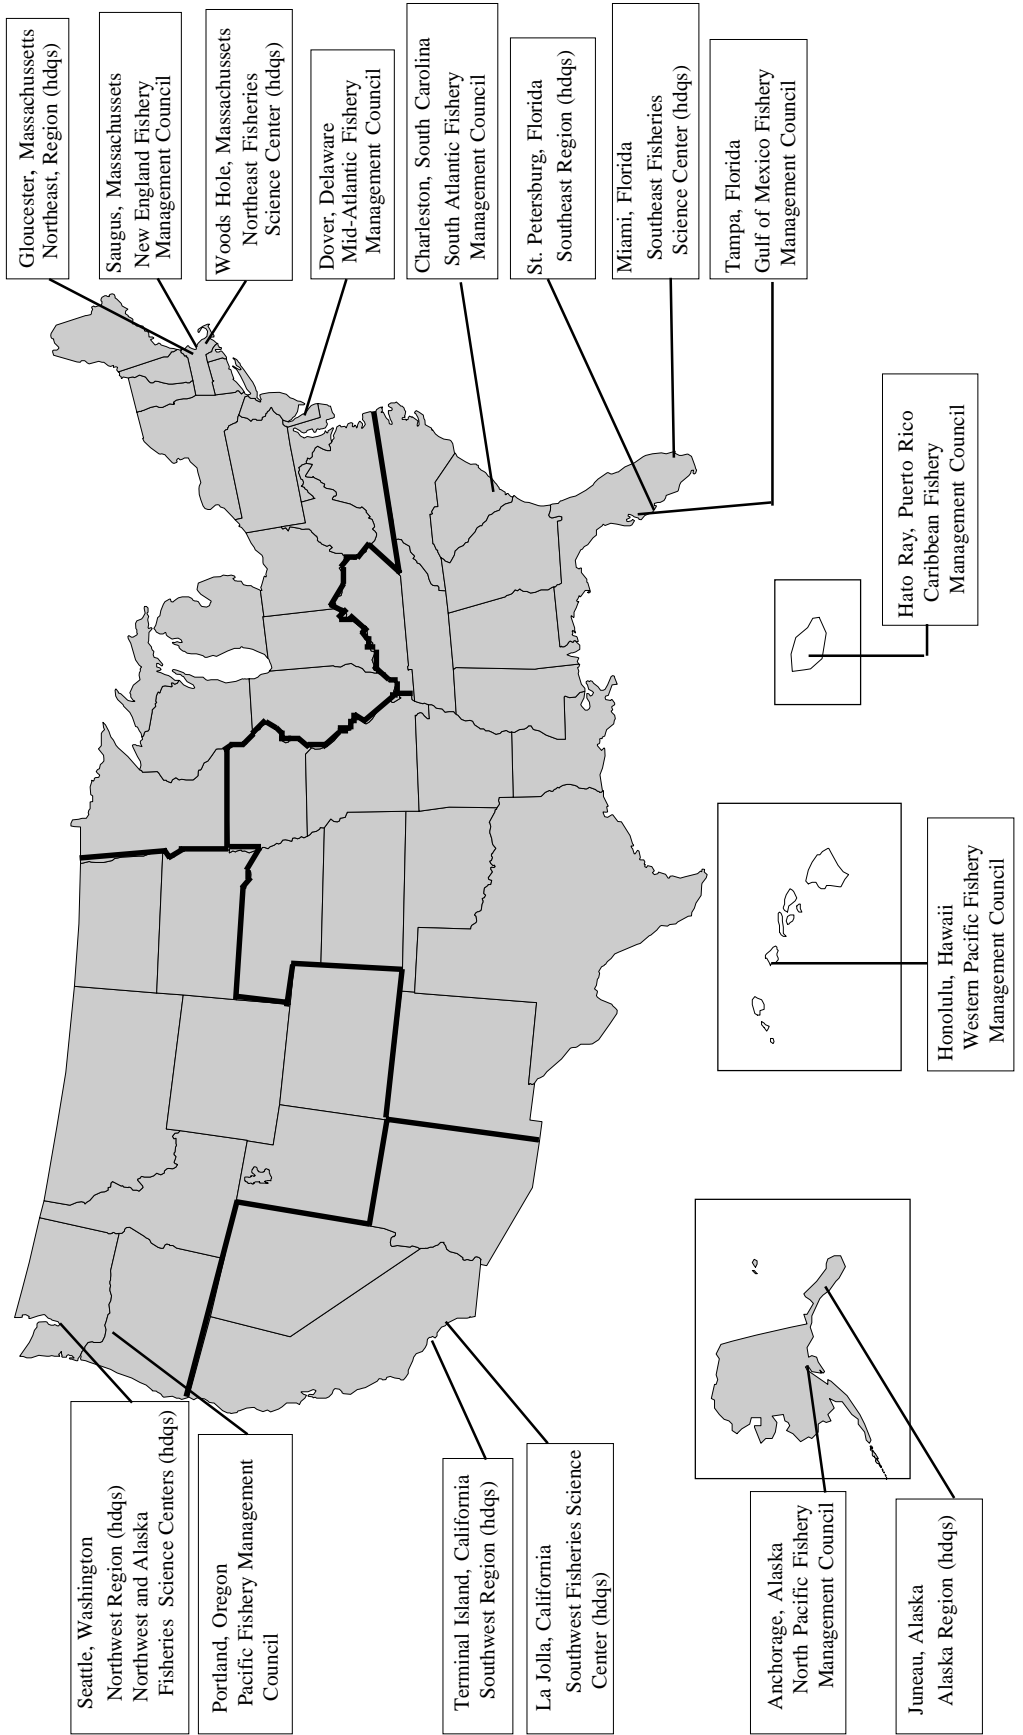 Gloucester, Massachussetts
Northeast, Region (hdqs)
Saugus, Massachussets
New England Fishery
Management Council
Woods Hole, Massachussets
Northeast Fisheries
Science Center (hdqs)
Dover, Delaware
Mid-Atlantic Fishery
Management Council
Charleston, South Carolina
South Atlantic Fishery
Management Council
St. Petersburg, Florida
Southeast Region (hdqs)
Miami, Florida
Southeast Fisheries
Science Center (hdqs)
Tampa, Florida
Gulf of Mexico Fishery
Management Council
Hato Ray, Puerto Rico
Caribbean Fishery
Management Council
Honolulu, Hawaii
Western Pacific Fishery
Management Council
Seattle, Washington
Northwest Region (hdqs)
Northwest and Alaska
Fisheries Science Centers (hdqs)
Portland, Oregon
Pacific Fishery Management
Council
Terminal Island, California
Southwest Region (hdqs)
La Jolla, California
Southwest Fisheries Science
Center (hdqs)
Anchorage, Alaska
North Pacific Fishery
Management Council
Juneau, Alaska
Alaska Region (hdqs)